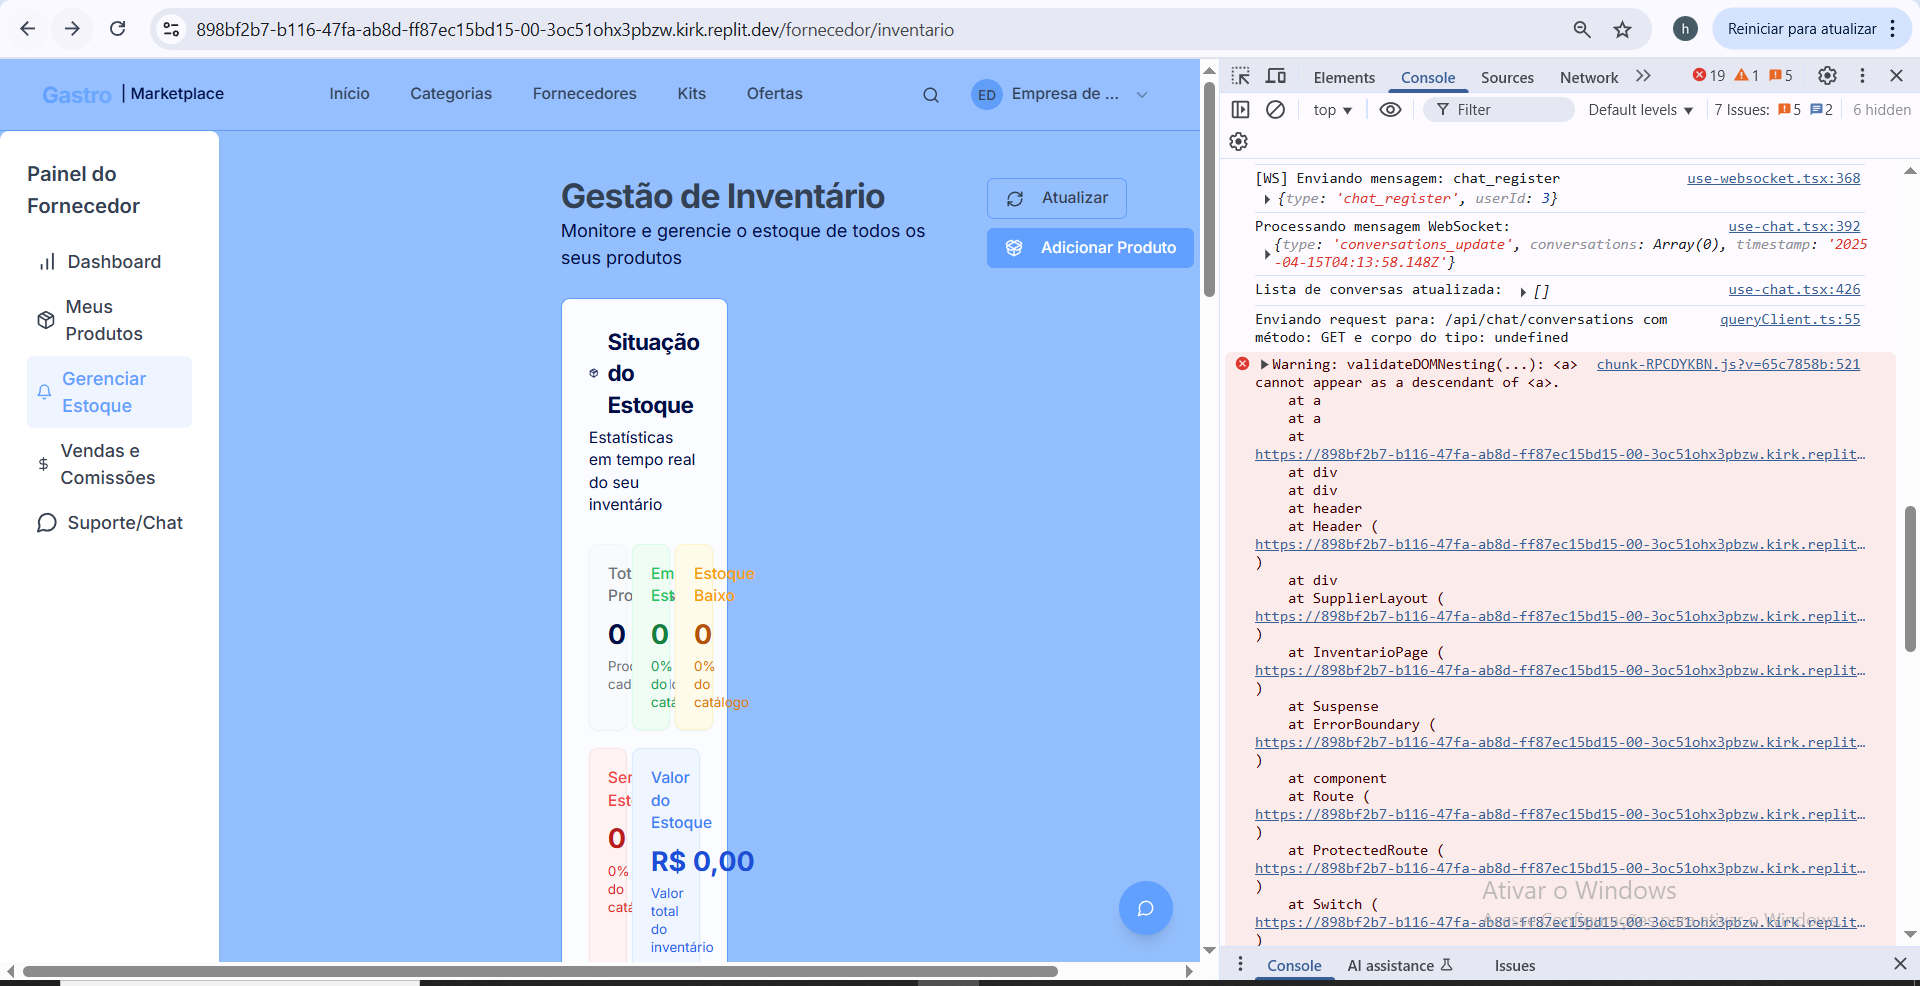 898bf2b7-b116-47fa-ab8d-ff87ec15bd15-00-3oc51ohx3pbzw.kirk.replit.dev/fornecedor/inventario
h
Reiniciar para atualizar
Gastro | Marketplace
Início
Categorias
Fornecedores
Kits
Ofertas
ED
Empresa de ...
Painel do
Fornecedor
Dashboard
Meus
Produtos
Gerenciar
Estoque
Vendas e
Comissões
Suporte/Chat
Gestão de Inventário
Monitore e gerencie o estoque de todos os
seus produtos
Atualizar
Adicionar Produto
Situação
do
Estoque
Estatísticas
em tempo real
do seu
inventário
Tot
Pro
0
Proc
cad
Em
Est
0
0%
do
catá
Estoque
Baixo
0
0%
do
catálogo
Ser
Est
0
0%
do
catá
Valor
do
Estoque
R$ 0,00
Valor
total
do
inventário
Elements
Console
Sources
Network
19
1
5
top
Filter
Default levels
7 Issues:
5
2
6 hidden
[WS] Enviando mensagem: chat_register
use-websocket.tsx:368
{type: 'chat_register', userId: 3}
Processando mensagem WebSocket:
use-chat.tsx:392
{type: 'conversations_update', conversations: Array(0), timestamp: '2025
-04-15T04:13:58.148Z'}
Lista de conversas atualizada: []
use-chat.tsx:426
Enviando request para: /api/chat/conversations com
queryClient.ts:55
método: GET e corpo do tipo: undefined
Warning: validateDOMNesting(...): <a>
chunk-RPCDYKBN.js?v=65c7858b:521
cannot appear as a descendant of <a>.
at a
at a
at
https://898bf2b7-b116-47fa-ab8d-ff87ec15bd15-00-3oc51ohx3pbzw.kirk.replit…
at div
at div
at header
at Header (
https://898bf2b7-b116-47fa-ab8d-ff87ec15bd15-00-3oc51ohx3pbzw.kirk.replit…
)
at div
at SupplierLayout (
https://898bf2b7-b116-47fa-ab8d-ff87ec15bd15-00-3oc51ohx3pbzw.kirk.replit…
)
at InventarioPage (
https://898bf2b7-b116-47fa-ab8d-ff87ec15bd15-00-3oc51ohx3pbzw.kirk.replit…
)
at Suspense
at ErrorBoundary (
https://898bf2b7-b116-47fa-ab8d-ff87ec15bd15-00-3oc51ohx3pbzw.kirk.replit…
)
at component
at Route (
https://898bf2b7-b116-47fa-ab8d-ff87ec15bd15-00-3oc51ohx3pbzw.kirk.replit…
)
at ProtectedRoute (
https://898bf2b7-b116-47fa-ab8d-ff87ec15bd15-00-3oc51ohx3pbzw.kirk.replit…
)
at Switch (
https://898bf2b7-b116-47fa-ab8d-ff87ec15bd15-00-3oc51ohx3pbzw.kirk.replit…
)
Ativar o Windows
Acesse Configurações para ativar o Windows.
Console
AI assistance
Issues